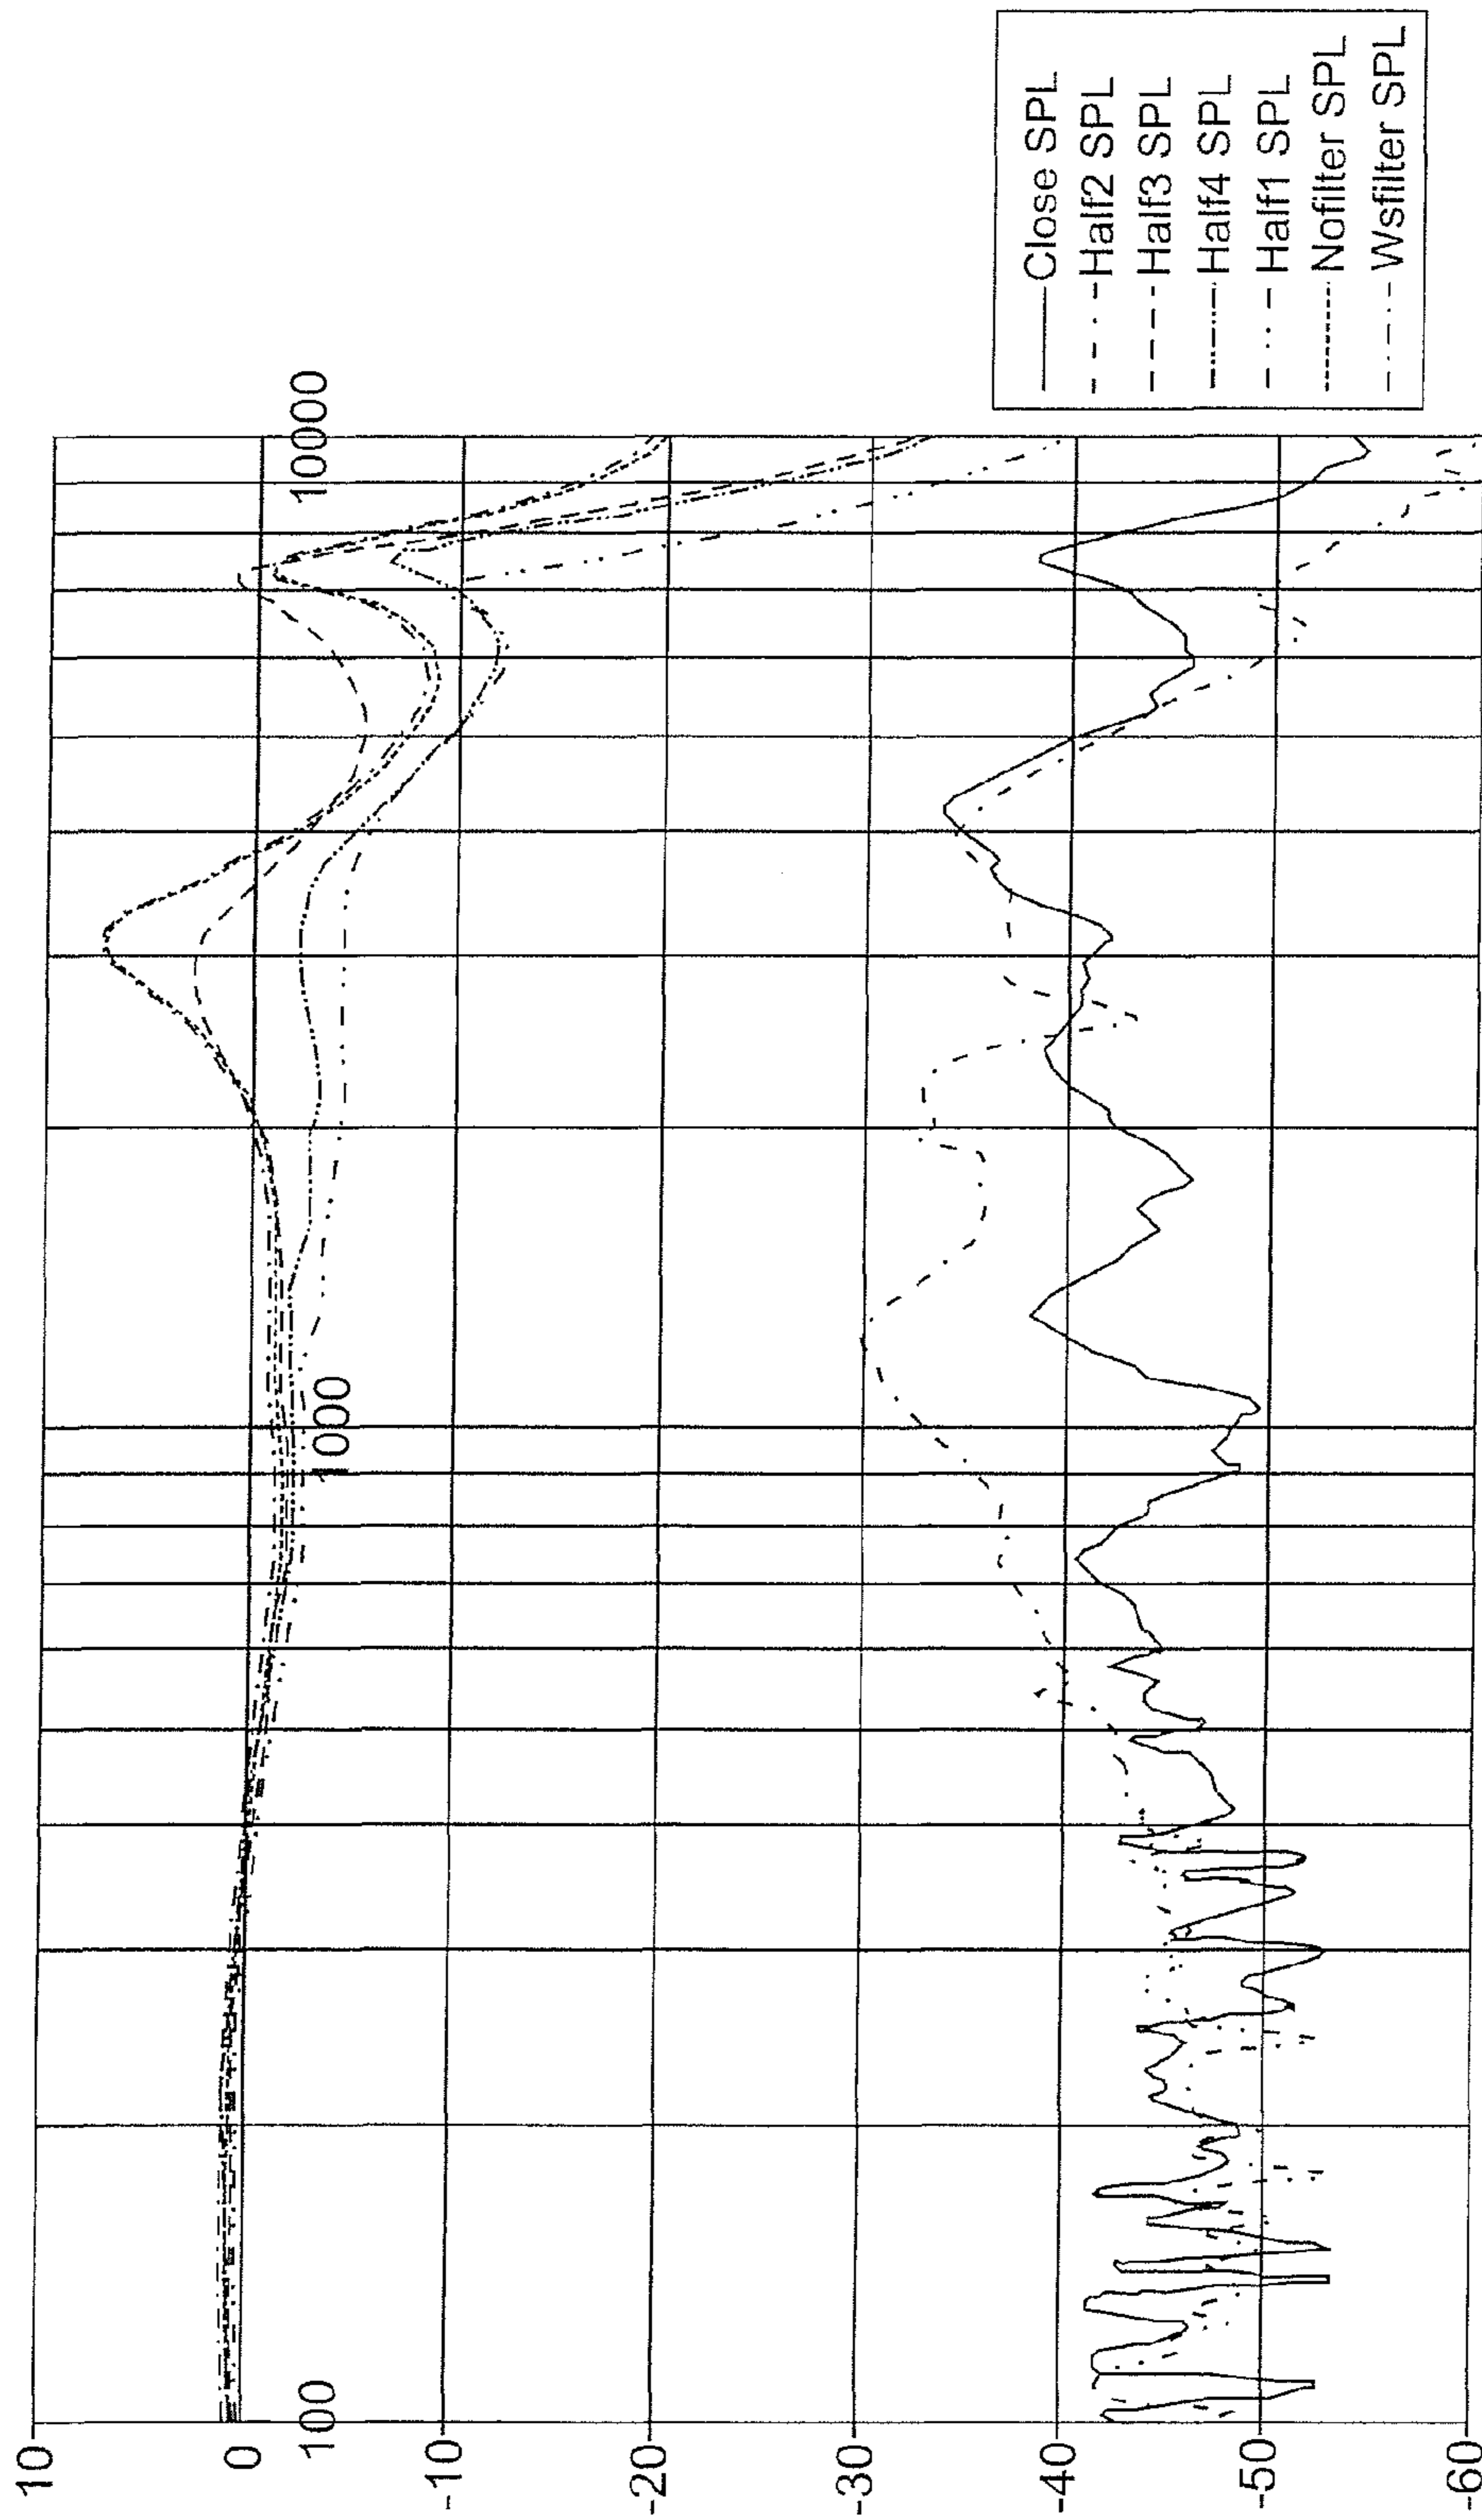 10
0
-10
-20
-30
-40
-50
-60
100
1000
10000
Close SPL
Half2 SPL
Half3 SPL
Half4 SPL
Half1 SPL
Nofilter SPL
Wsfilter SPL